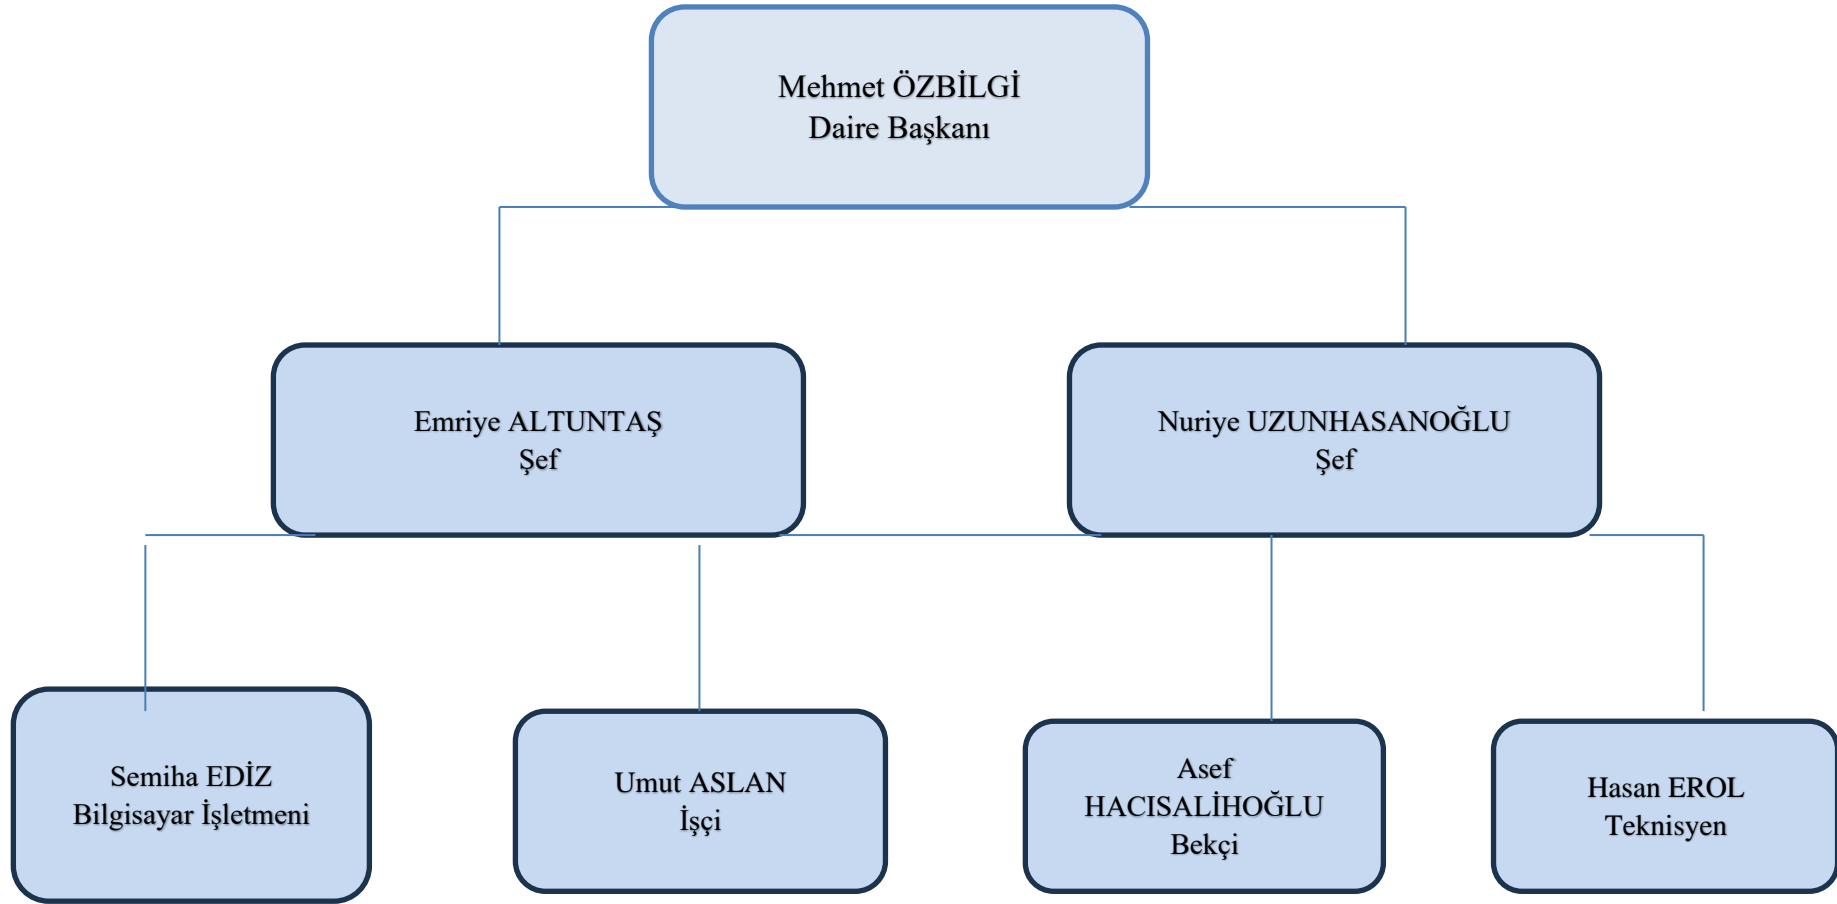 Mehmet ÖZBİLGİ
Daire Başkanı
Emriye ALTUNTAŞ
Şef
Nuriye UZUNHASANOĞLU
Şef
Semiha EDİZ
Bilgisayar İşletmeni
Umut ASLAN
İşçi
Asef
HACISALİHOĞLU
Bekçi
Hasan EROL
Teknisyen